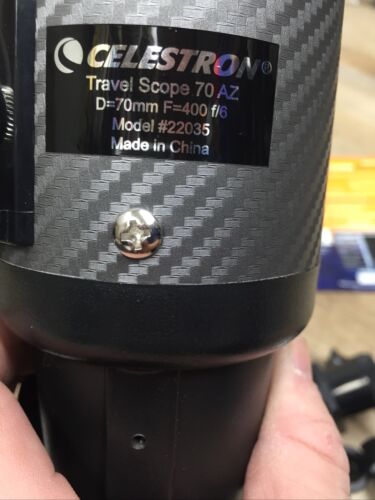 CELESTRON®
Travel Scope 70 AZ
D=70mm F=400 f/6
Model #22035
Made in China